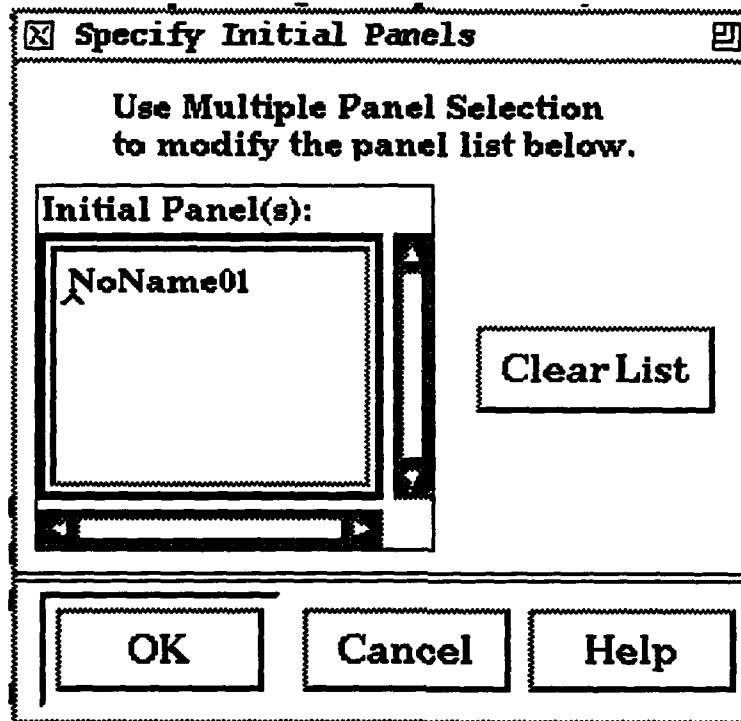 Specify Initial Panels
Use Multiple Panel Selection
to modify the panel list below.
Initial Panel(s):
NoName01
Clear List
OK Cancel Help